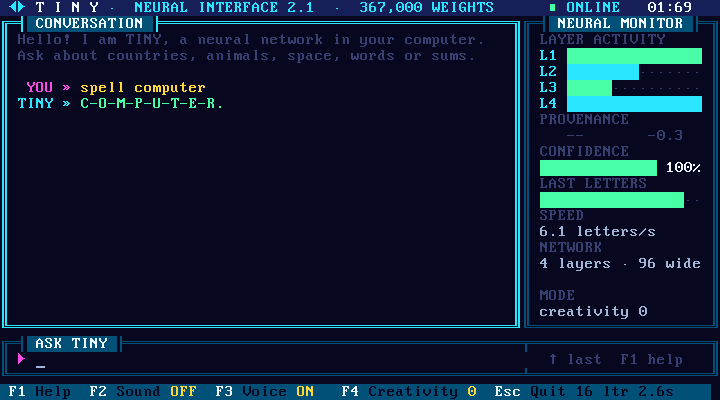 T I N Y · NEURAL INTERFACE 2.1 · 367,000 WEIGHTS ONLINE 01:69
CONVERSATION
Hello! I am TINY, a neural network in your computer.
Ask about countries, animals, space, words or sums.
YOU » spell computer
TINY » C-O-M-P-U-T-E-R.
NEURAL MONITOR
LAYER ACTIVITY
L1
L2
L3
L4
PROVENANCE
-- -0.3
CONFIDENCE
100%
LAST LETTERS
SPEED
6.1 letters/s
NETWORK
4 layers · 96 wide
MODE
creativity 0
ASK TINY
_
↑ last F1 help
F1 Help F2 Sound OFF F3 Voice ON F4 Creativity 0 Esc Quit 16 ltr 2.6s